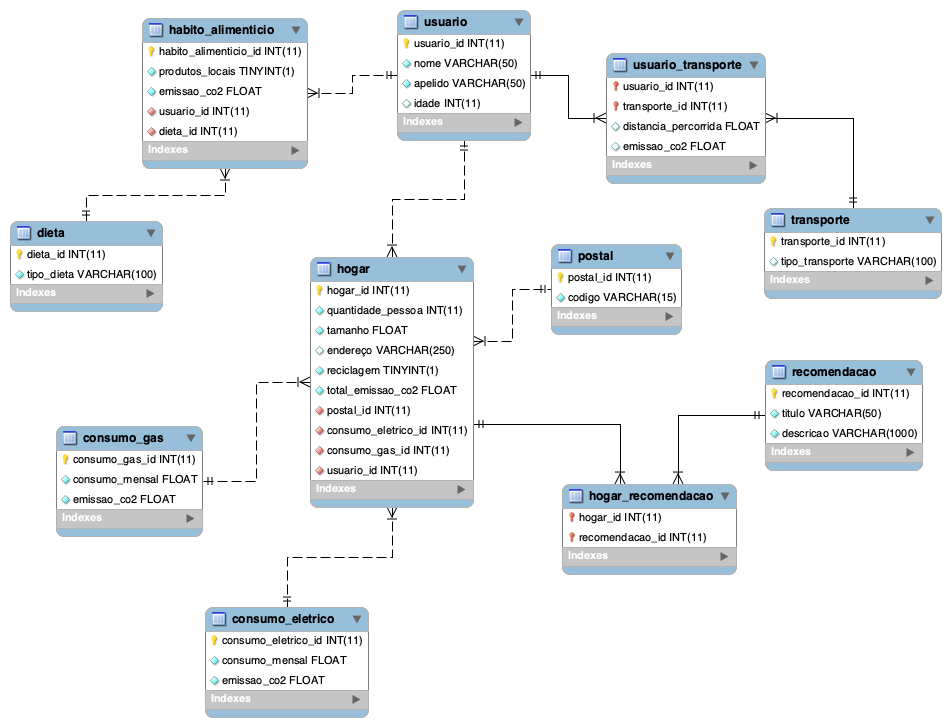 habito_alimenticio
habito_alimenticio_id INT(11)
produtos_locais TINYINT(1)
emissao_co2 FLOAT
usuario_id INT(11)
dieta_id INT(11)
Indexes
usuario
usuario_id INT(11)
nome VARCHAR(50)
apelido VARCHAR(50)
idade INT(11)
Indexes
usuario_transporte
usuario_id INT(11)
transporte_id INT(11)
distancia_percorrida FLOAT
emissao_co2 FLOAT
Indexes
dieta
dieta_id INT(11)
tipo_dieta VARCHAR(100)
Indexes
transporte
transporte_id INT(11)
tipo_transporte VARCHAR(100)
Indexes
hogar
hogar_id INT(11)
quantidade_pessoa INT(11)
tamanho FLOAT
endereço VARCHAR(250)
reciclagem TINYINT(1)
total_emissao_co2 FLOAT
postal_id INT(11)
consumo_eletrico_id INT(11)
consumo_gas_id INT(11)
usuario_id INT(11)
Indexes
postal
postal_id INT(11)
codigo VARCHAR(15)
Indexes
recomendacao
recomendacao_id INT(11)
titulo VARCHAR(50)
descricao VARCHAR(1000)
Indexes
consumo_gas
consumo_gas_id INT(11)
consumo_mensal FLOAT
emissao_co2 FLOAT
Indexes
hogar_recomendacao
hogar_id INT(11)
recomendacao_id INT(11)
Indexes
consumo_eletrico
consumo_eletrico_id INT(11)
consumo_mensal FLOAT
emissao_co2 FLOAT
Indexes